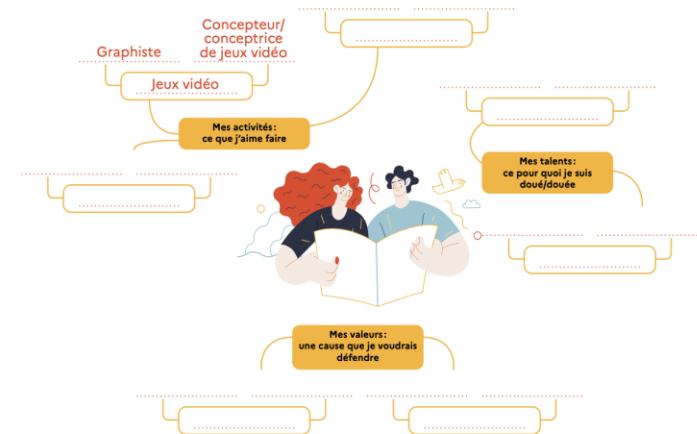 Concepteur/
conceptrice
de jeux vidéo
Graphiste
Jeux vidéo
Mes activités :
ce que j'aime faire
Mes talents :
ce pour quoi je suis
doué/douée
Mes valeurs :
une cause que je voudrais
défendre